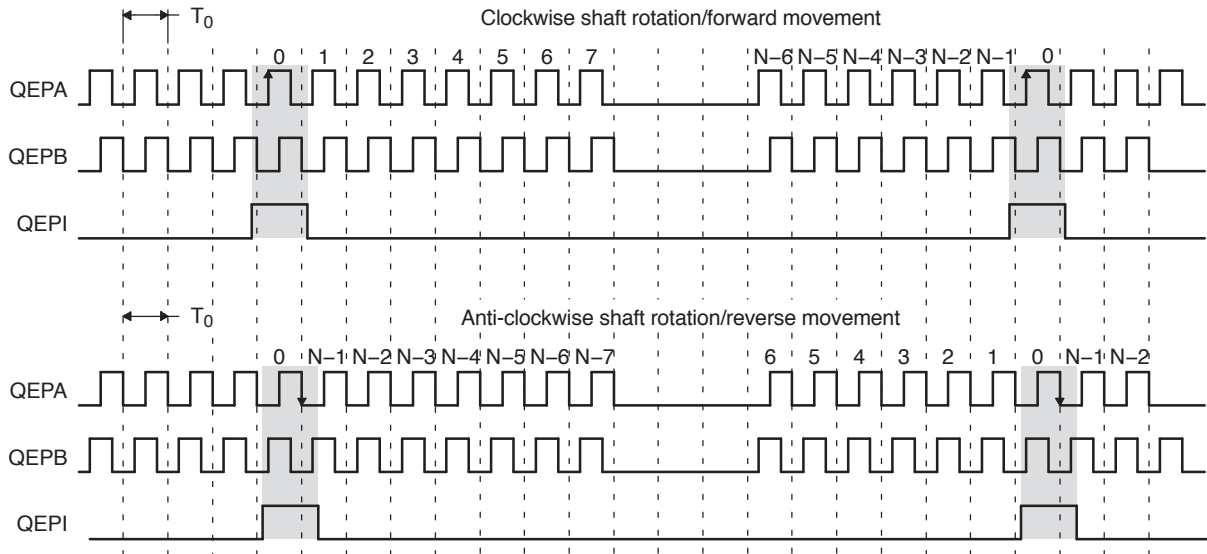 T0 Clockwise shaft rotation/forward movement
0 1 2 3 4 5 6 7 N–6 N–5 N–4 N–3 N–2 N–1 0
QEPA
QEPB
QEPI
T0 Anti-clockwise shaft rotation/reverse movement
0 N–1 N–2 N–3 N–4 N–5 N–6 N–7 6 5 4 3 2 1 0 N–1 N–2
QEPA
QEPB
QEPI